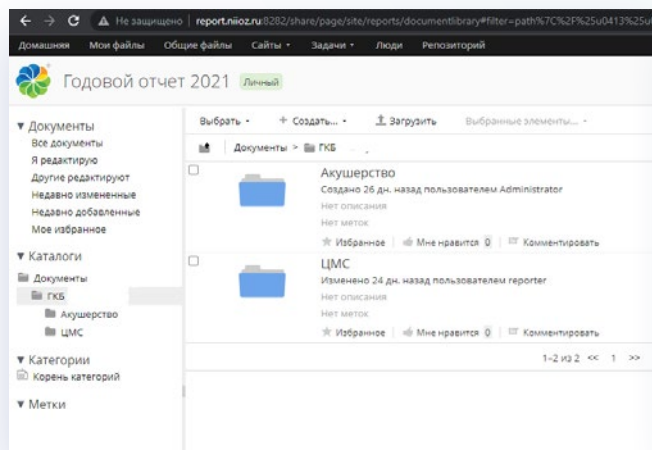 Не защищено | report.niioz.ru:8282/share/page/site/reports/documentlibrary#filter=path%7C%2F%25u0413%25u
Домашняя Мои файлы Общие файлы Сайты Задачи Люди Репозиторий
Годовой отчет 2021 Личный
Выбрать + Создать... Загрузить Выбранные элементы...
Документы > ГКБ
Документы
Все документы
Я редактирую
Другие редактируют
Недавно измененные
Недавно добавленные
Мое избранное
Каталоги
Документы
ГКБ
Акушерство
ЦМС
Категории
Корень категорий
Метки
Акушерство
Создано 26 дн. назад пользователем Administrator
Нет описания
Нет меток
Избранное Мне нравится 0 Комментировать
ЦМС
Изменено 24 дн. назад пользователем reporter
Нет описания
Нет меток
Избранное Мне нравится 0 Комментировать
1-2 из 2 << 1 >>